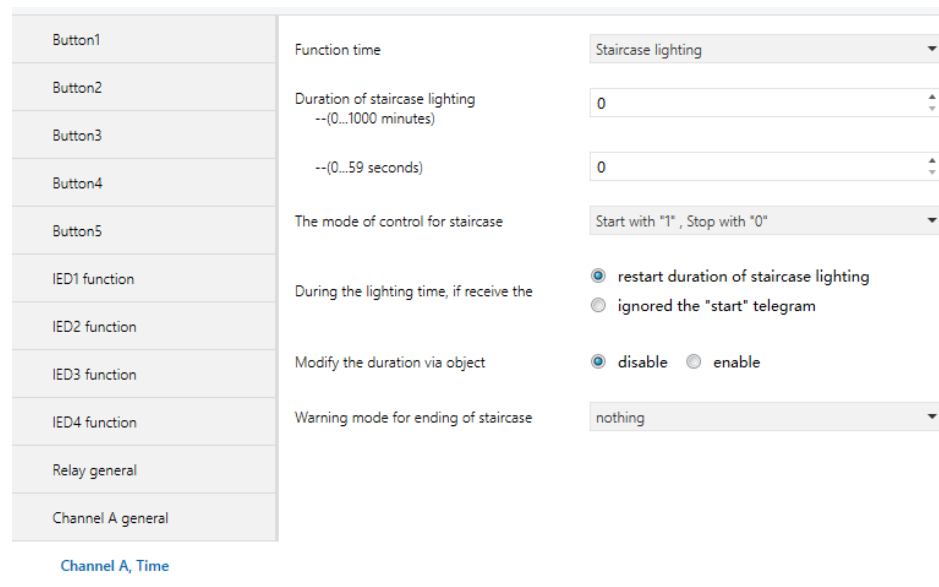 Button1
Button2
Button3
Button4
Button5
IED1 function
IED2 function
IED3 function
IED4 function
Relay general
Channel A general
Channel A, Time
Function time
Staircase lighting
Duration of staircase lighting
--(0...1000 minutes)
0
--(0...59 seconds)
0
The mode of control for staircase
Start with "1" , Stop with "0"
During the lighting time, if receive the
restart duration of staircase lighting
ignored the "start" telegram
Modify the duration via object
disable
enable
Warning mode for ending of staircase
nothing